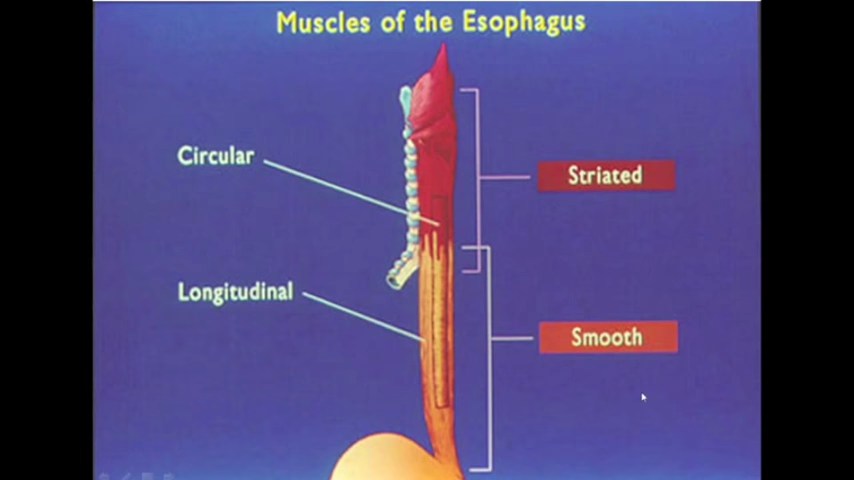 Muscles of the Esophagus
Circular
Striated
Longitudinal
Smooth